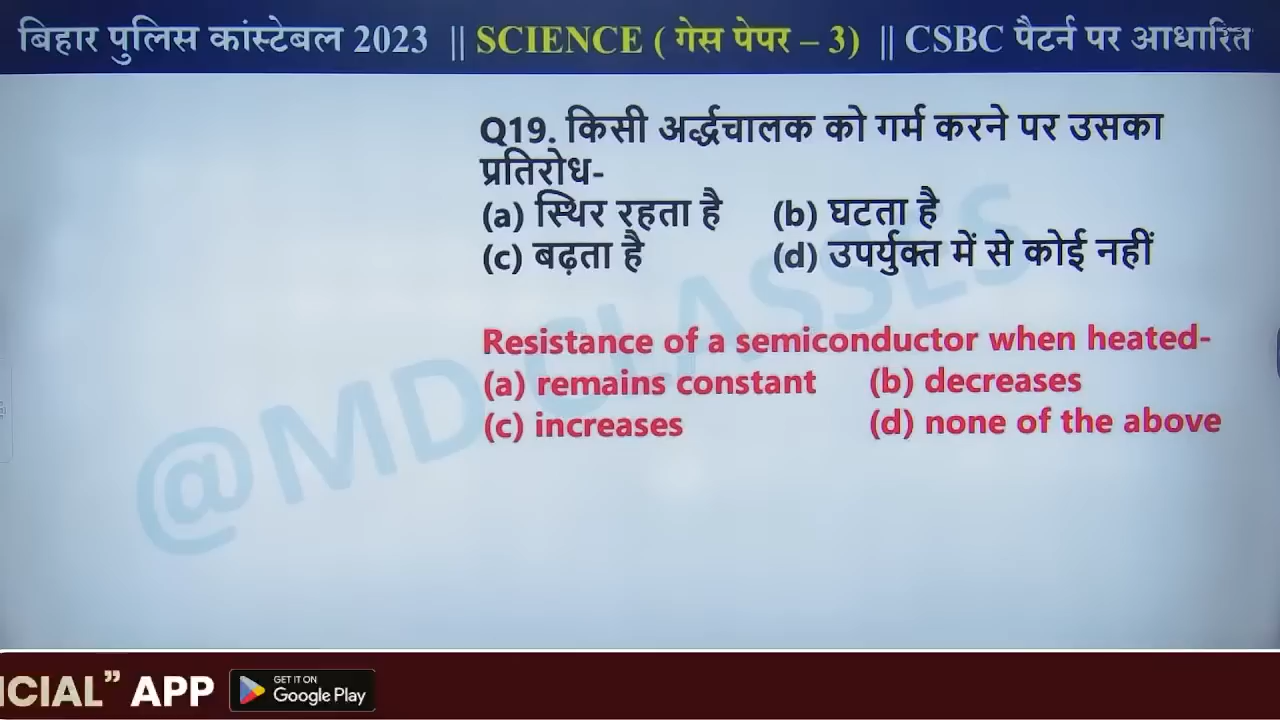 बिहार पुलिस कांस्टेबल 2023 || SCIENCE ( गेस पेपर – 3) || CSBC पैटर्न पर आधारित
Q19. किसी अर्द्धचालक को गर्म करने पर उसका
प्रतिरोध-
(a) स्थिर रहता है (b) घटता है
(c) बढ़ता है (d) उपर्युक्त में से कोई नहीं
Resistance of a semiconductor when heated-
(a) remains constant (b) decreases
(c) increases (d) none of the above
@MD CLASSES
ICIAL” APP
GET IT ON
Google Play